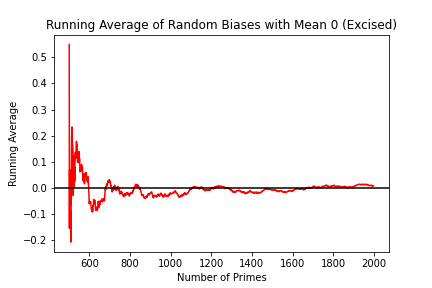 Running Average of Random Biases with Mean 0 (Excised)
0.5
0.4
0.3
0.2
0.1
0.0
−0.1
−0.2
Running Average
600 800 1000 1200 1400 1600 1800 2000
Number of Primes